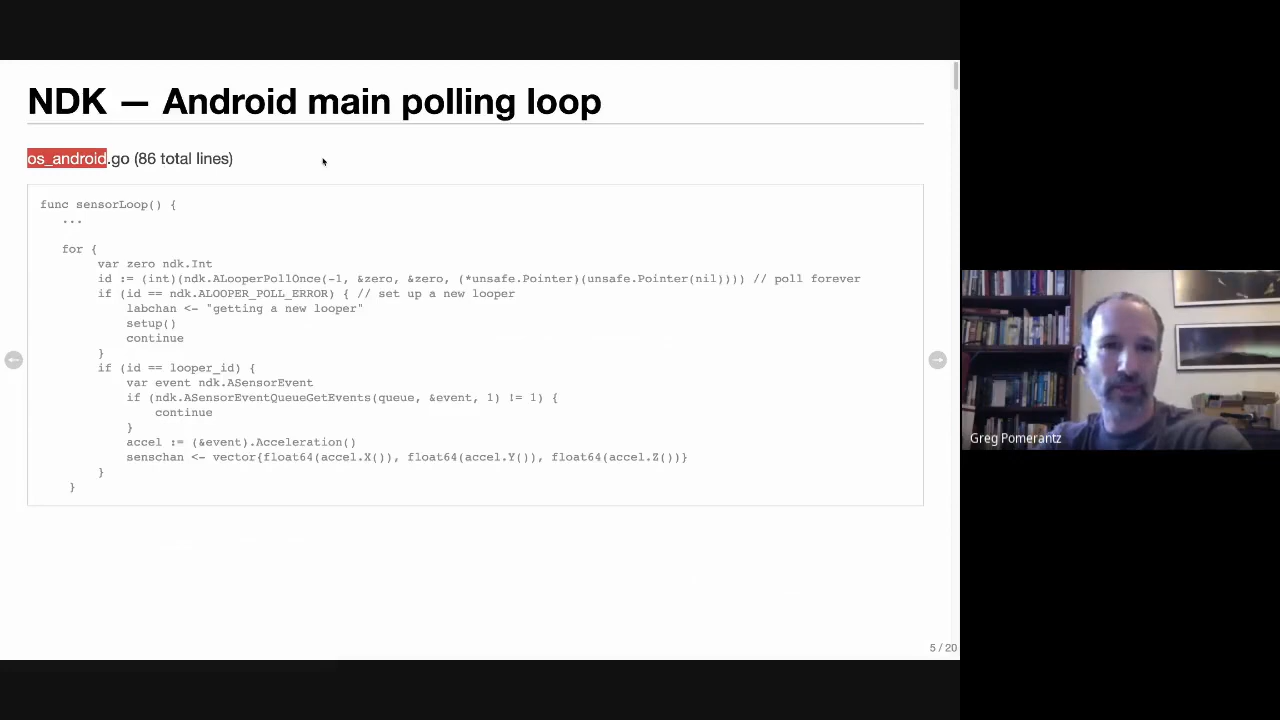 NDK — Android main polling loop
os_android.go (86 total lines)
func sensorLoop() {
...
for {
var zero ndk.Int
id := (int)(ndk.ALooperPollOnce(-1, &zero, &zero, (*unsafe.Pointer)(unsafe.Pointer(nil)))) // poll forever
if (id == ndk.ALOOPER_POLL_ERROR) { // set up a new looper
labchan <- "getting a new looper"
setup()
continue
}
if (id == looper_id) {
var event ndk.ASensorEvent
if (ndk.ASensorEventQueueGetEvents(queue, &event, 1) != 1) {
continue
}
accel := (&event).Acceleration()
senschan <- vector{float64(accel.X()), float64(accel.Y()), float64(accel.Z())}
}
}
5 / 20
Greg Pomerantz